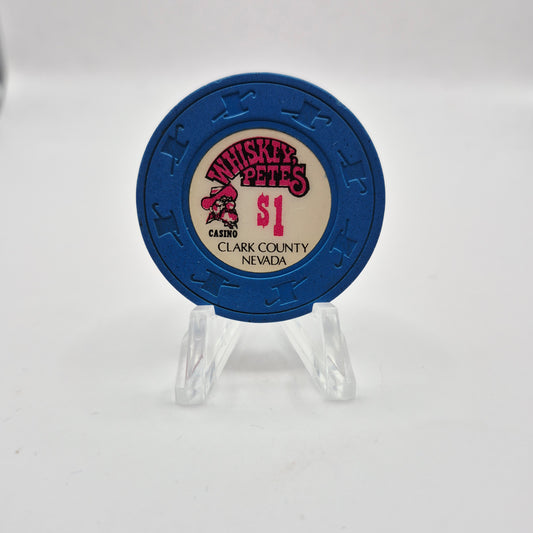 WHISKEY
PETE'S
$1
CASINO
CLARK COUNTY
NEVADA